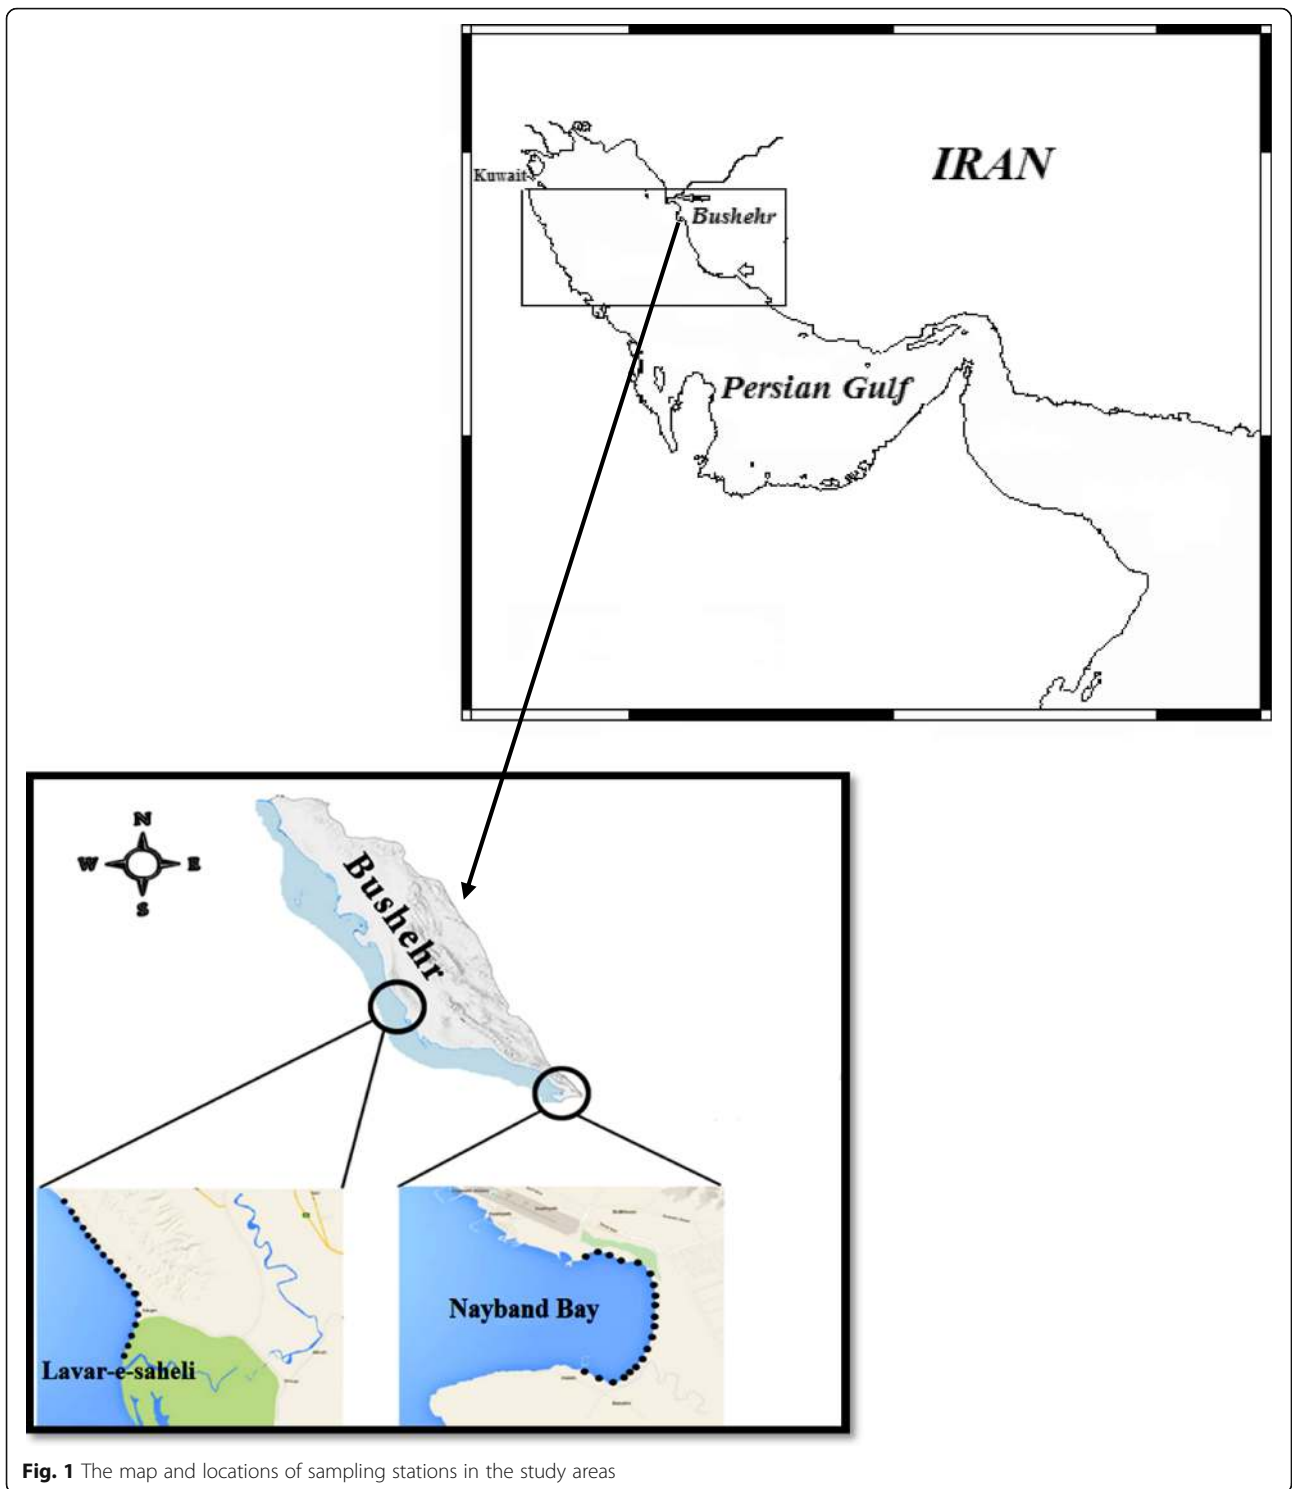 IRAN
Kuwait
Bushehr
Persian Gulf
N
W E
S
Bushehr
Nayband Bay
Lavar-e-saheli
Fig. 1 The map and locations of sampling stations in the study areas